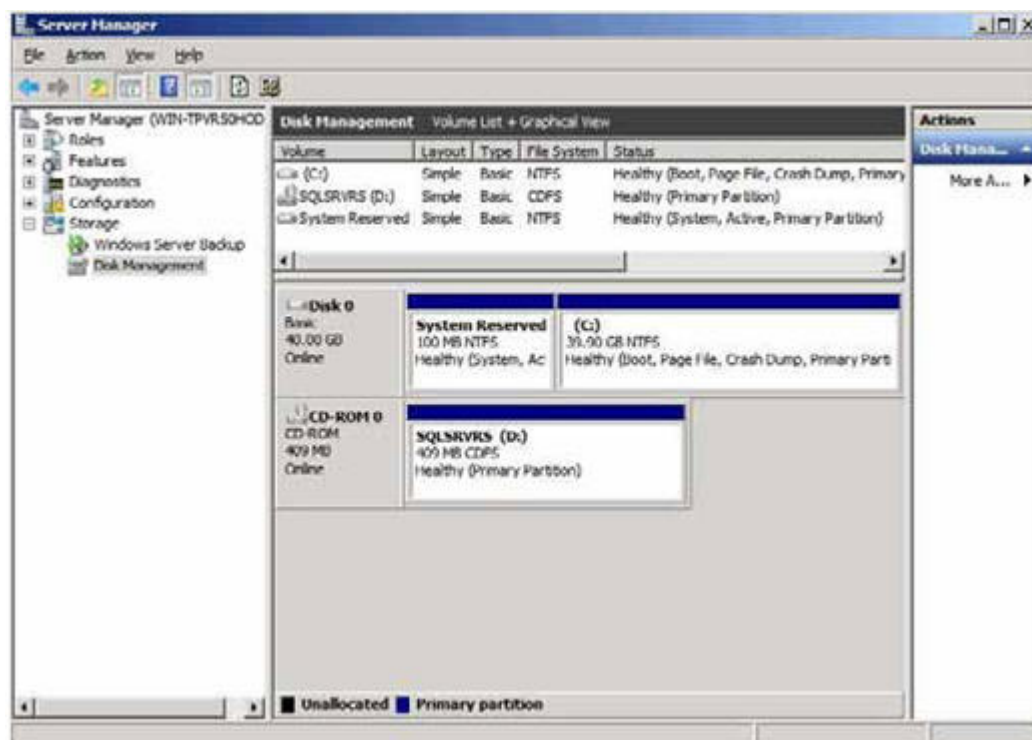 Server Manager
File Action View Help
Server Manager (WIN-TPVRS0HOD
Roles
Features
Diagnostics
Configuration
Storage
Windows Server Backup
Disk Management
Disk Management Volume List + Graphical View
Volume Layout Type File System Status
(C:) Simple Basic NTFS Healthy (Boot, Page File, Crash Dump, Primary
SQLSRVRS (D:) Simple Basic CDFS Healthy (Primary Partition)
System Reserved Simple Basic NTFS Healthy (System, Active, Primary Partition)
Disk 0
Basic
40.00 GB
Online
System Reserved
100 MB NTFS
Healthy (System, Ac
(C:)
39.90 GB NTFS
Healthy (Boot, Page File, Crash Dump, Primary Parti
CD-ROM 0
CD-ROM
409 MB
Online
SQLSRVRS (D:)
409 MB CDFS
Healthy (Primary Partition)
Unallocated Primary partition
Actions
Disk Mana...
More A...